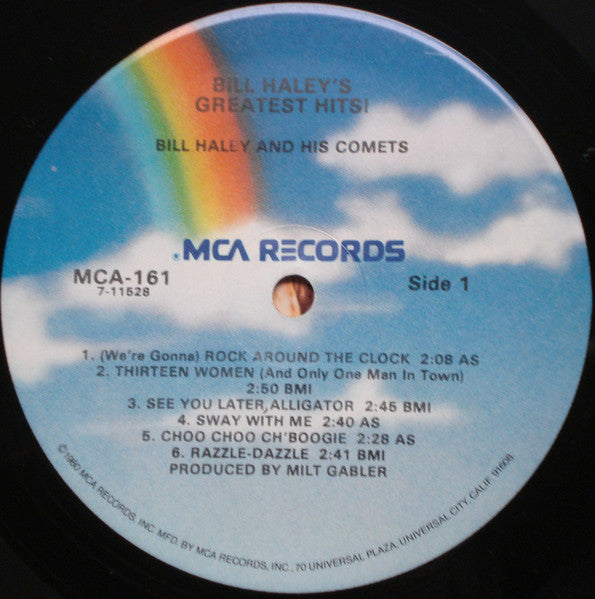 BILL HALEY'S
GREATEST HITS!
BILL HALEY AND HIS COMETS
®MCA RECORDS
MCA-161
7-11528
Side 1
1. (We're Gonna) ROCK AROUND THE CLOCK 2:08 AS
2. THIRTEEN WOMEN (And Only One Man In Town)
2:50 BMI
3. SEE YOU LATER, ALLIGATOR 2:45 BMI
4. SWAY WITH ME 2:40 AS
5. CHOO CHOO CH'BOOGIE 2:28 AS
6. RAZZLE-DAZZLE 2:41 BMI
PRODUCED BY MILT GABLER
©1980 MCA RECORDS, INC. MFD. BY MCA RECORDS, INC., 70 UNIVERSAL PLAZA, UNIVERSAL CITY, CALIF. 91608